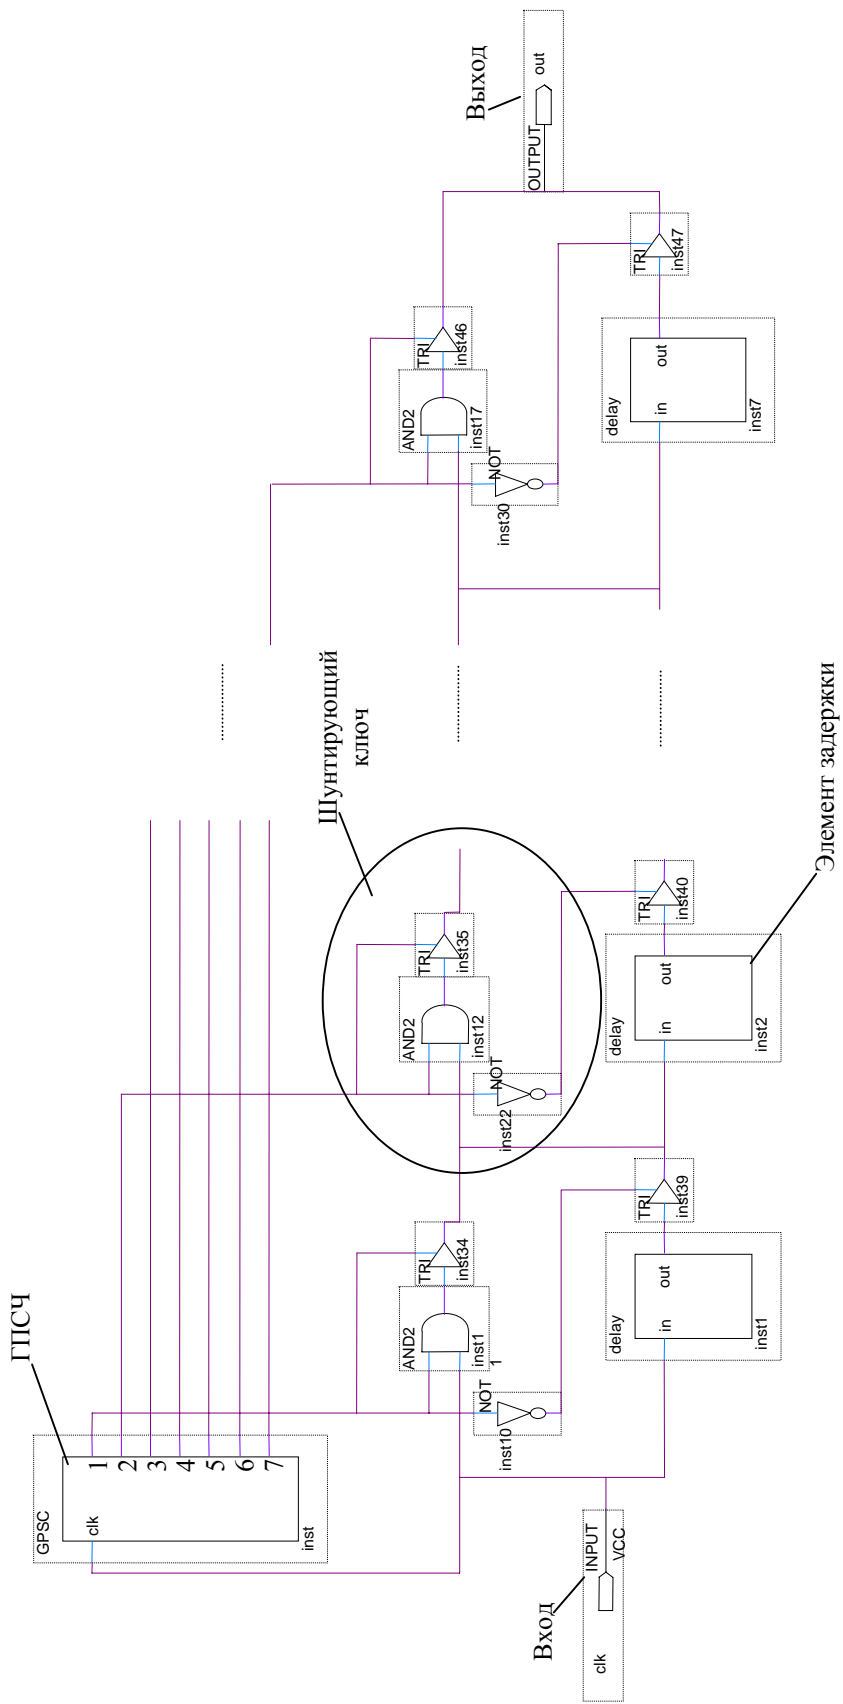 ГПСЧ
GPSC
clk
1
2
3
4
5
6
7
inst
Вход
clk
INPUT
VCC
NOT
inst10
AND2
inst1
1
TRI
inst34
delay
in
out
inst1
TRI
inst39
Шунтирующий
ключ
NOT
inst22
AND2
inst12
TRI
inst35
delay
in
out
inst2
TRI
inst40
Элемент задержки
NOT
inst30
AND2
inst17
TRI
inst46
delay
in
out
inst7
TRI
inst47
Выход
OUTPUT
out